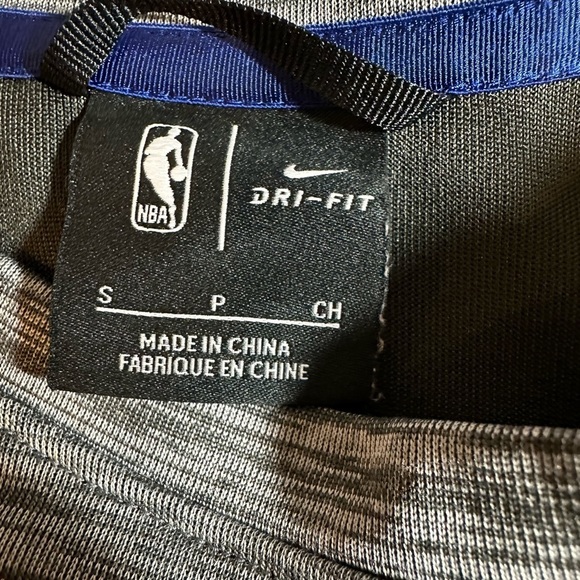 NBA
DRI-FIT
S P CH
MADE IN CHINA
FABRIQUE EN CHINE